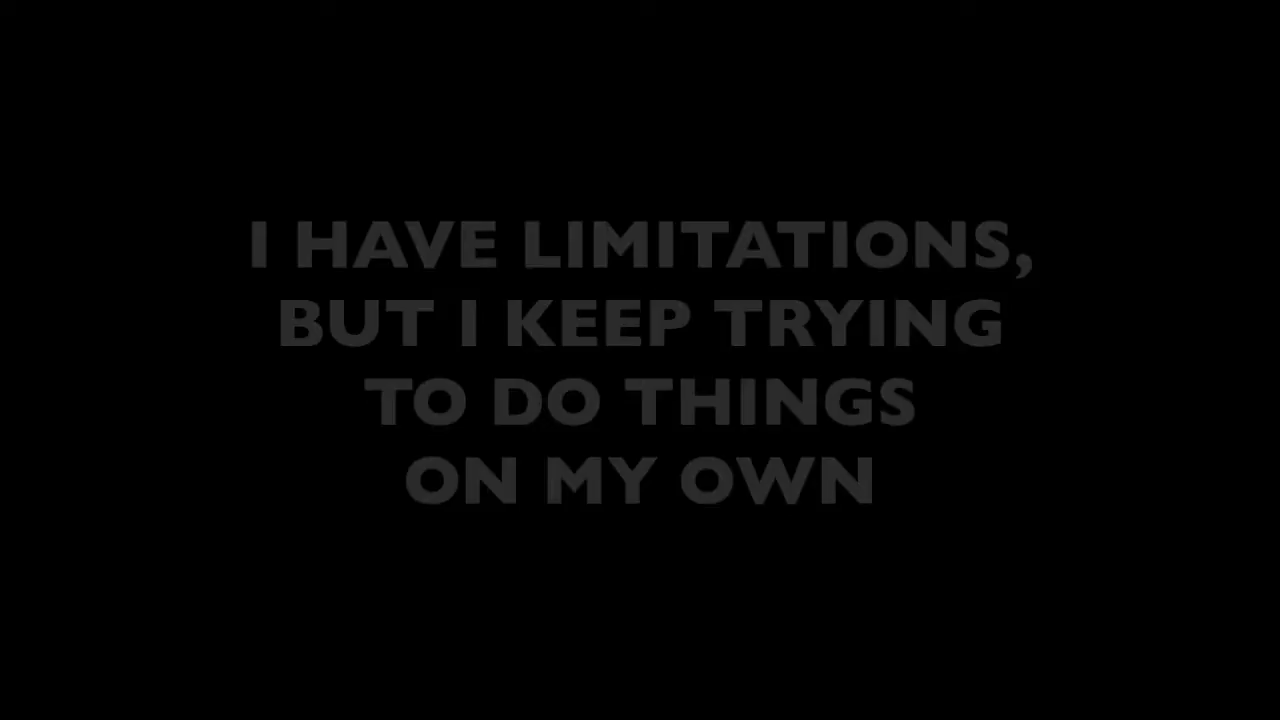 I HAVE LIMITATIONS,
BUT I KEEP TRYING
TO DO THINGS
ON MY OWN